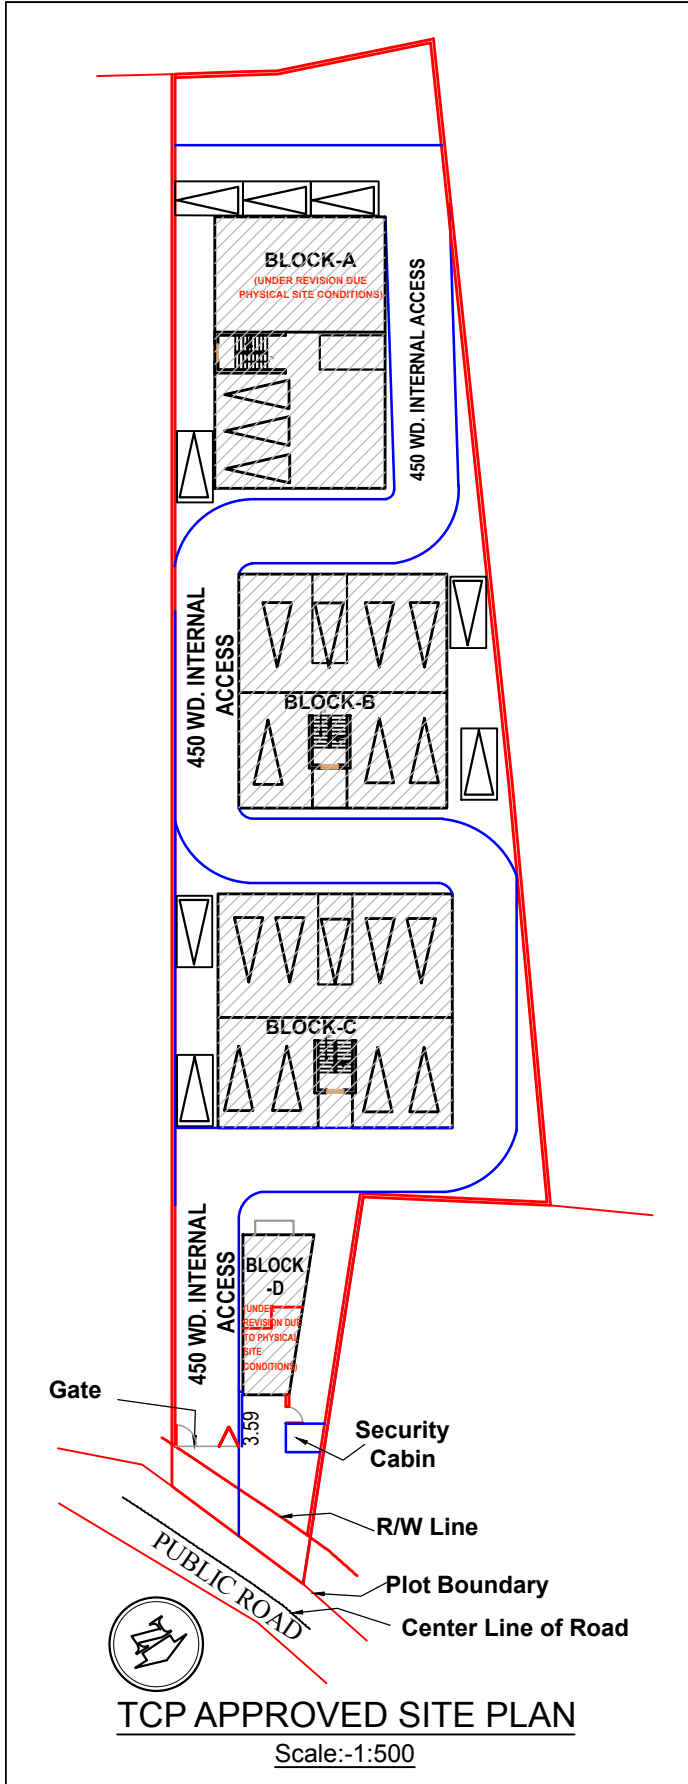 BLOCK-A
(UNDER REVISION DUE
PHYSICAL SITE CONDITIONS)
450 WD. INTERNAL ACCESS
450 WD. INTERNAL
ACCESS
BLOCK-B
BLOCK-C
450 WD. INTERNAL
ACCESS
BLOCK
-D
(UNDER
REVISION DUE
TO PHYSICAL
SITE
CONDITIONS)
Gate
3.59
Security
Cabin
R/W Line
PUBLIC ROAD
Plot Boundary
Center Line of Road
TCP APPROVED SITE PLAN
Scale:-1:500